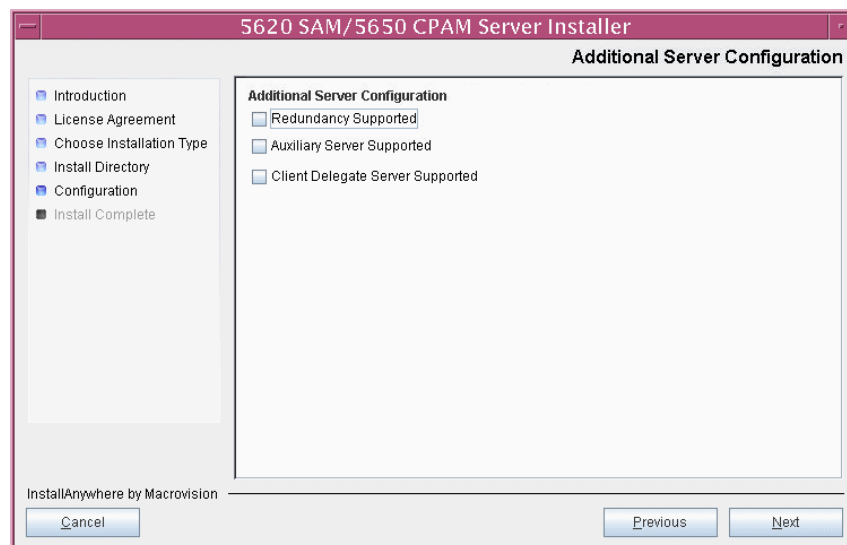 5620 SAM/5650 CPAM Server Installer
Additional Server Configuration
Introduction
License Agreement
Choose Installation Type
Install Directory
Configuration
Install Complete
Additional Server Configuration
Redundancy Supported
Auxiliary Server Supported
Client Delegate Server Supported
InstallAnywhere by Macrovision
Cancel
Previous
Next